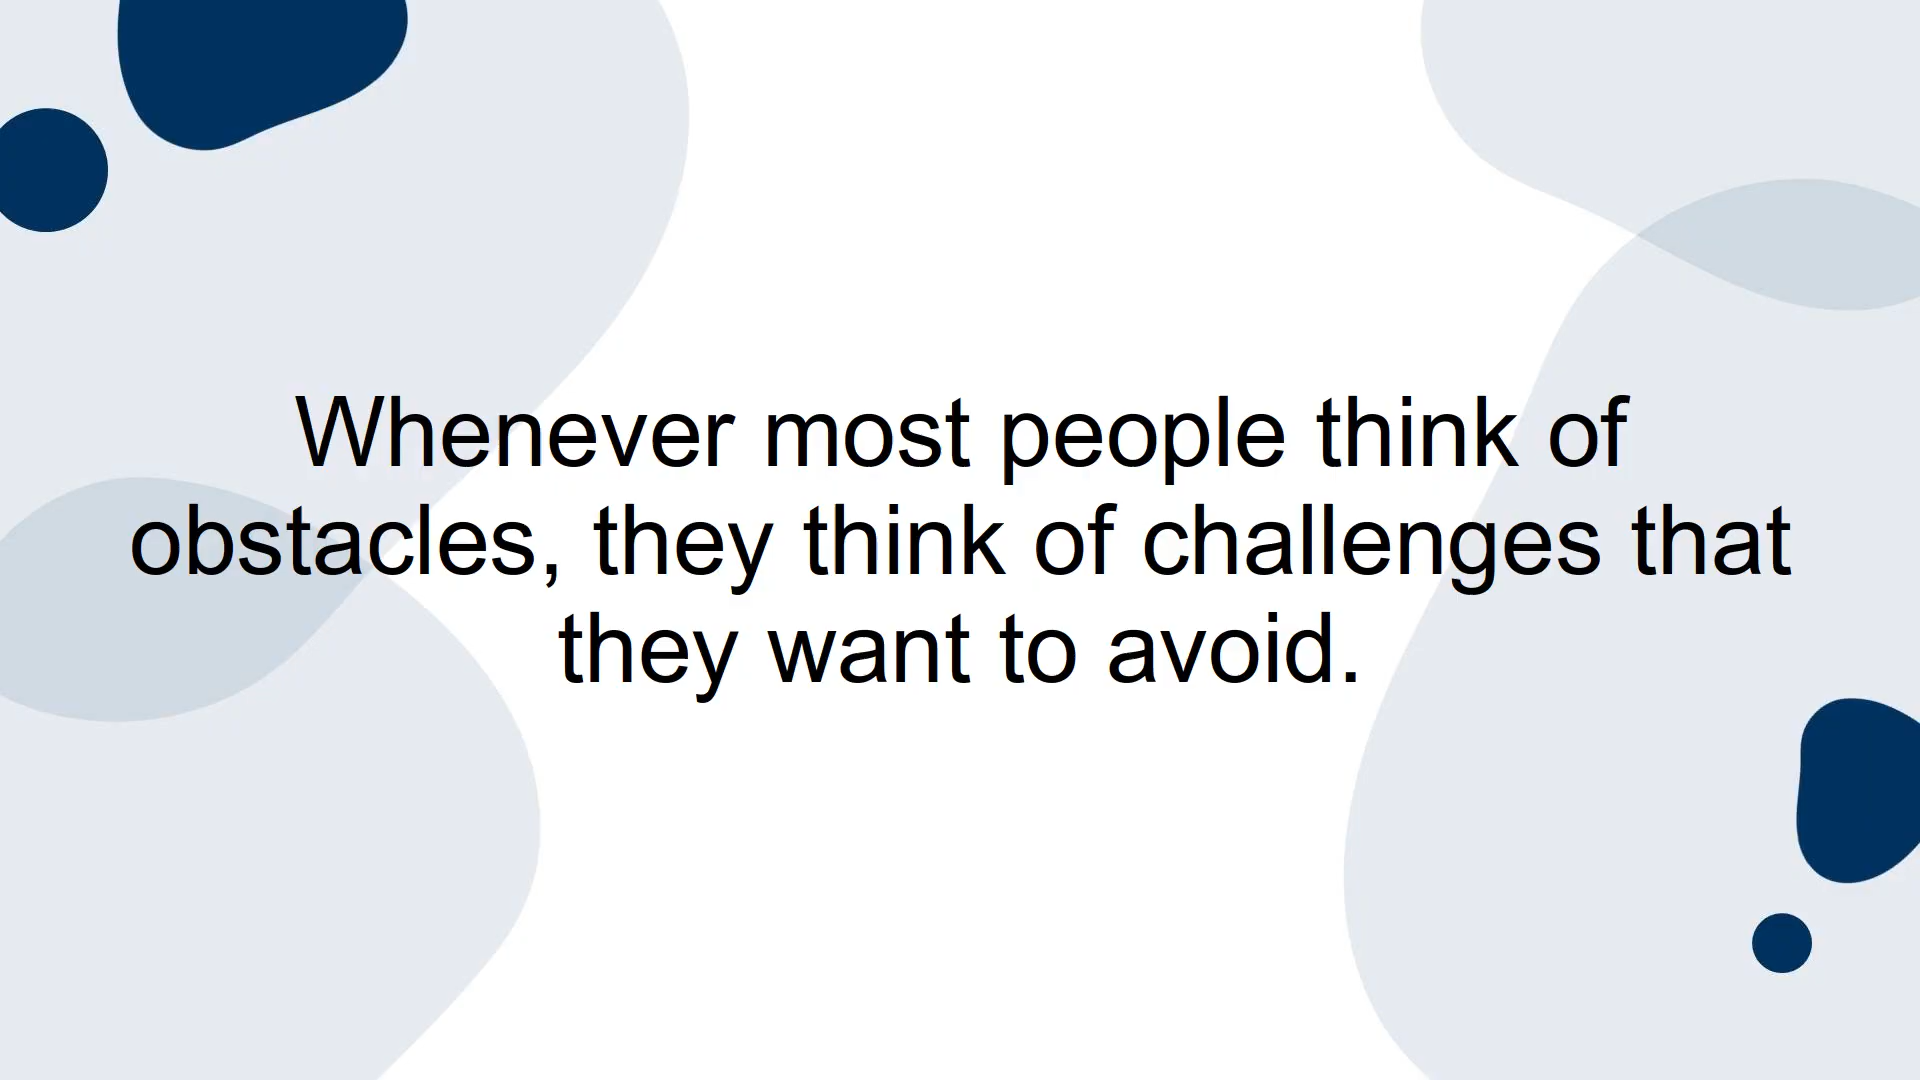 Whenever most people think of
obstacles, they think of challenges that
they want to avoid.